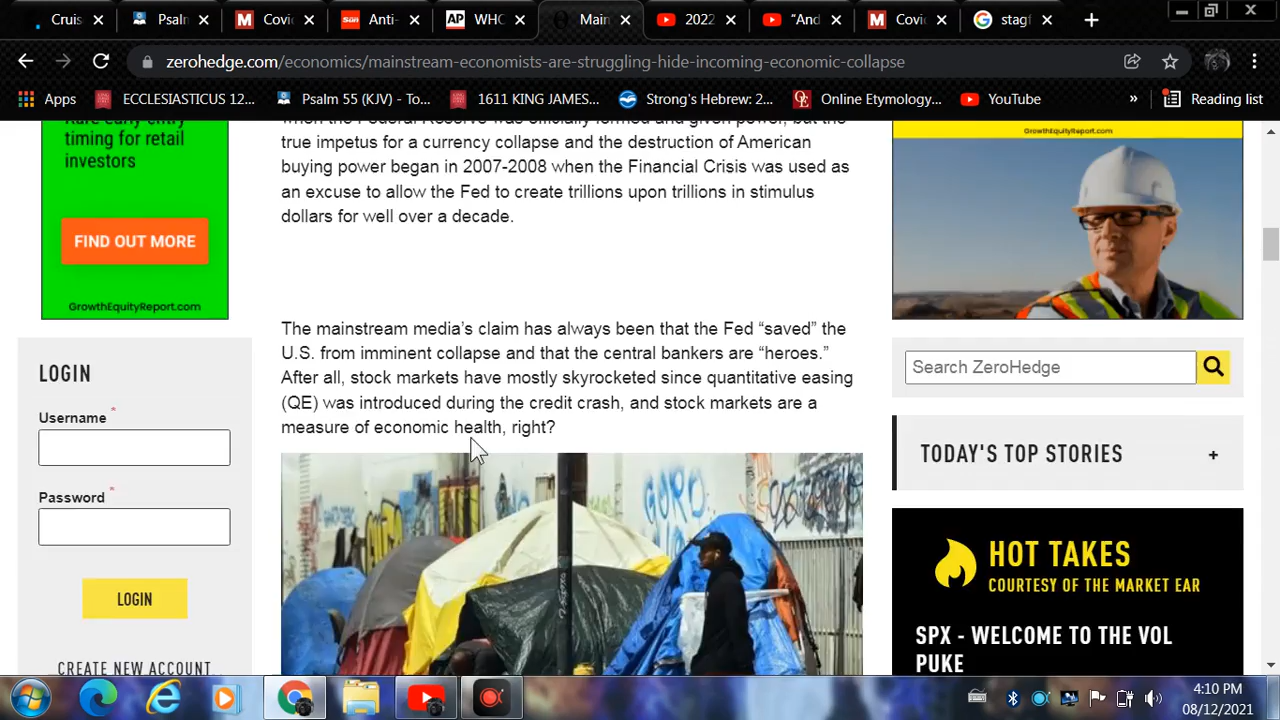 Cruis
Psaln
Covic
Sun
Anti-
AP
WHC
Main
2022
"And
Covic
stagf
zerohedge.com/economics/mainstream-economists-are-struggling-hide-incoming-economic-collapse
Apps
ECCLESIASTICUS 12...
Psalm 55 (KJV) - To...
1611 KING JAMES...
Strong's Hebrew: 2...
Online Etymology...
YouTube
»
Reading list
timing for retail
investors
FIND OUT MORE
GrowthEquityReport.com
LOGIN
Username *
Password *
LOGIN
CREATE NEW ACCOUNT
when the Federal Reserve was officially formed and given power, but the
true impetus for a currency collapse and the destruction of American
buying power began in 2007-2008 when the Financial Crisis was used as
an excuse to allow the Fed to create trillions upon trillions in stimulus
dollars for well over a decade.
The mainstream media's claim has always been that the Fed “saved” the
U.S. from imminent collapse and that the central bankers are “heroes.”
After all, stock markets have mostly skyrocketed since quantitative easing
(QE) was introduced during the credit crash, and stock markets are a
measure of economic health, right?
GrowthEquityReport.com
Search ZeroHedge
TODAY'S TOP STORIES +
HOT TAKES
COURTESY OF THE MARKET EAR
SPX - WELCOME TO THE VOL
PUKE
4:10 PM
08/12/2021